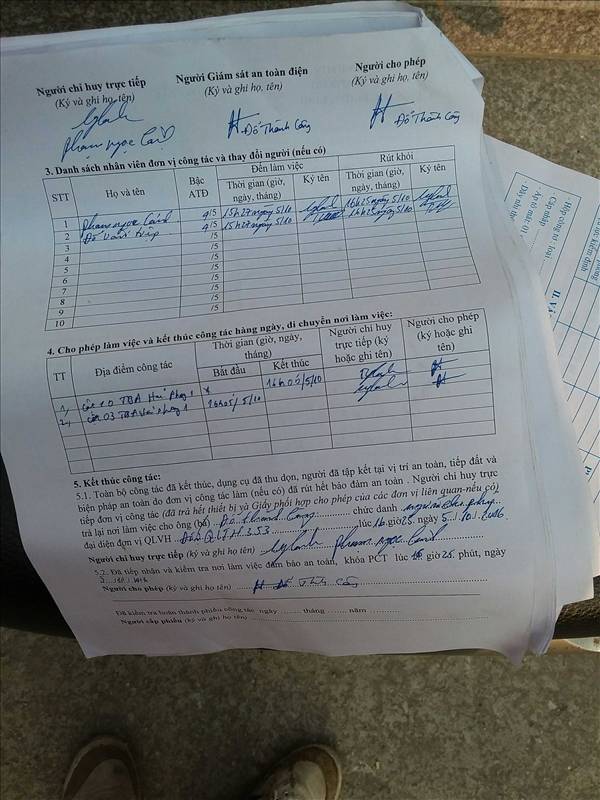 Người chỉ huy trực tiếp Người Giám sát an toàn điện Người cho phép
(Ký và ghi họ, tên) (Ký và ghi họ, tên) (Ký và ghi họ, tên)
Phạm Ngọc Đỗ Thành Công Đỗ Thành Công
3. Danh sách nhân viên đơn vị công tác và thay đổi người (nếu có)
STT Họ và tên Bậc ATĐ Đến làm việc Rút khỏi
Thời gian (giờ, ngày, tháng) Ký tên Thời gian (giờ, ngày, tháng) Ký tên
1 Phạm Ngọc 4/5 15h27 ngày 5/10 16h25 ngày 5/10
2 Đỗ Văn 4/5 15h27 ngày 5/10 16h25 ngày 5/10
3 /5
4 /5
5 /5
6 /5
7 /5
8 /5
9 /5
10 /5
4. Cho phép làm việc và kết thúc công tác hàng ngày, di chuyển nơi làm việc:
TT Địa điểm công tác Thời gian (giờ, ngày, tháng) Người chỉ huy trực tiếp (ký hoặc ghi tên) Người cho phép (ký hoặc ghi tên)
Bắt đầu Kết thúc
1, TBA 1 16h05/5/10
2, 03 TBA 1 16h05/5/10
5. Kết thúc công tác:
5.1. Toàn bộ công tác đã kết thúc, dụng cụ đã thu dọn, người đã tập kết tại vị trí an toàn, tiếp đất và
biện pháp an toàn do đơn vị công tác làm (nếu có) đã rút hết bảo đảm an toàn . Người chỉ huy trực
tiếp đơn vị công tác (đã trả hết thiết bị và Giấy phối hợp cho phép của các đơn vị liên quan-nếu có)
trả lại nơi làm việc cho ông (bà) Đỗ Thành Công chức danh người cho phép
đại diện đơn vị QLVH Đội QLTH 353 lúc 16 giờ 25. ngày 5 / 10 / 2016
Người chỉ huy trực tiếp (ký và ghi họ tên) Phạm Ngọc
5.2. Đã tiếp nhận và kiểm tra nơi làm việc đảm bảo an toàn, khóa PCT lúc 16 giờ 25 phút, ngày
Người cho phép (ký và ghi họ tên) Đỗ Thành Công
Đã kiểm tra hoàn thành phiếu công tác ngày ........ tháng ........ năm ........
Người cấp phiếu (ký và ghi họ tên)